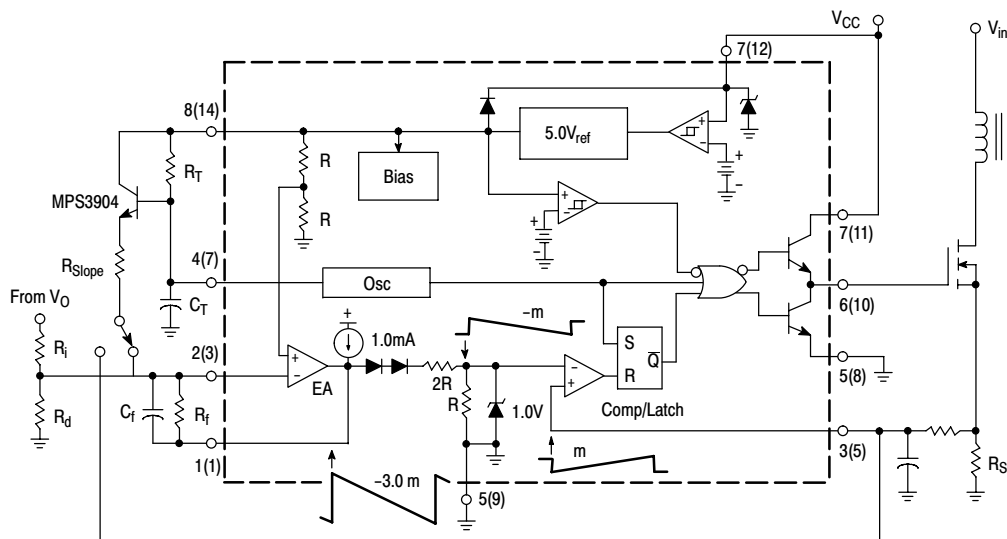 V_CC
V_in
7(12)
8(14)
5.0V_ref
+
−
R
R_T
Bias
+
−
MPS3904
+
−
R
+
−
7(11)
R_Slope
4(7)
Osc
6(10)
From V_O
C_T
−m
+
1.0mA
S
R_i
2(3)
Q̅
+
−
2R
−
+
R
5(8)
EA
R_d
C_f
R_f
R
1.0V
Comp/Latch
1(1)
m
3(5)
−3.0 m
5(9)
R_S